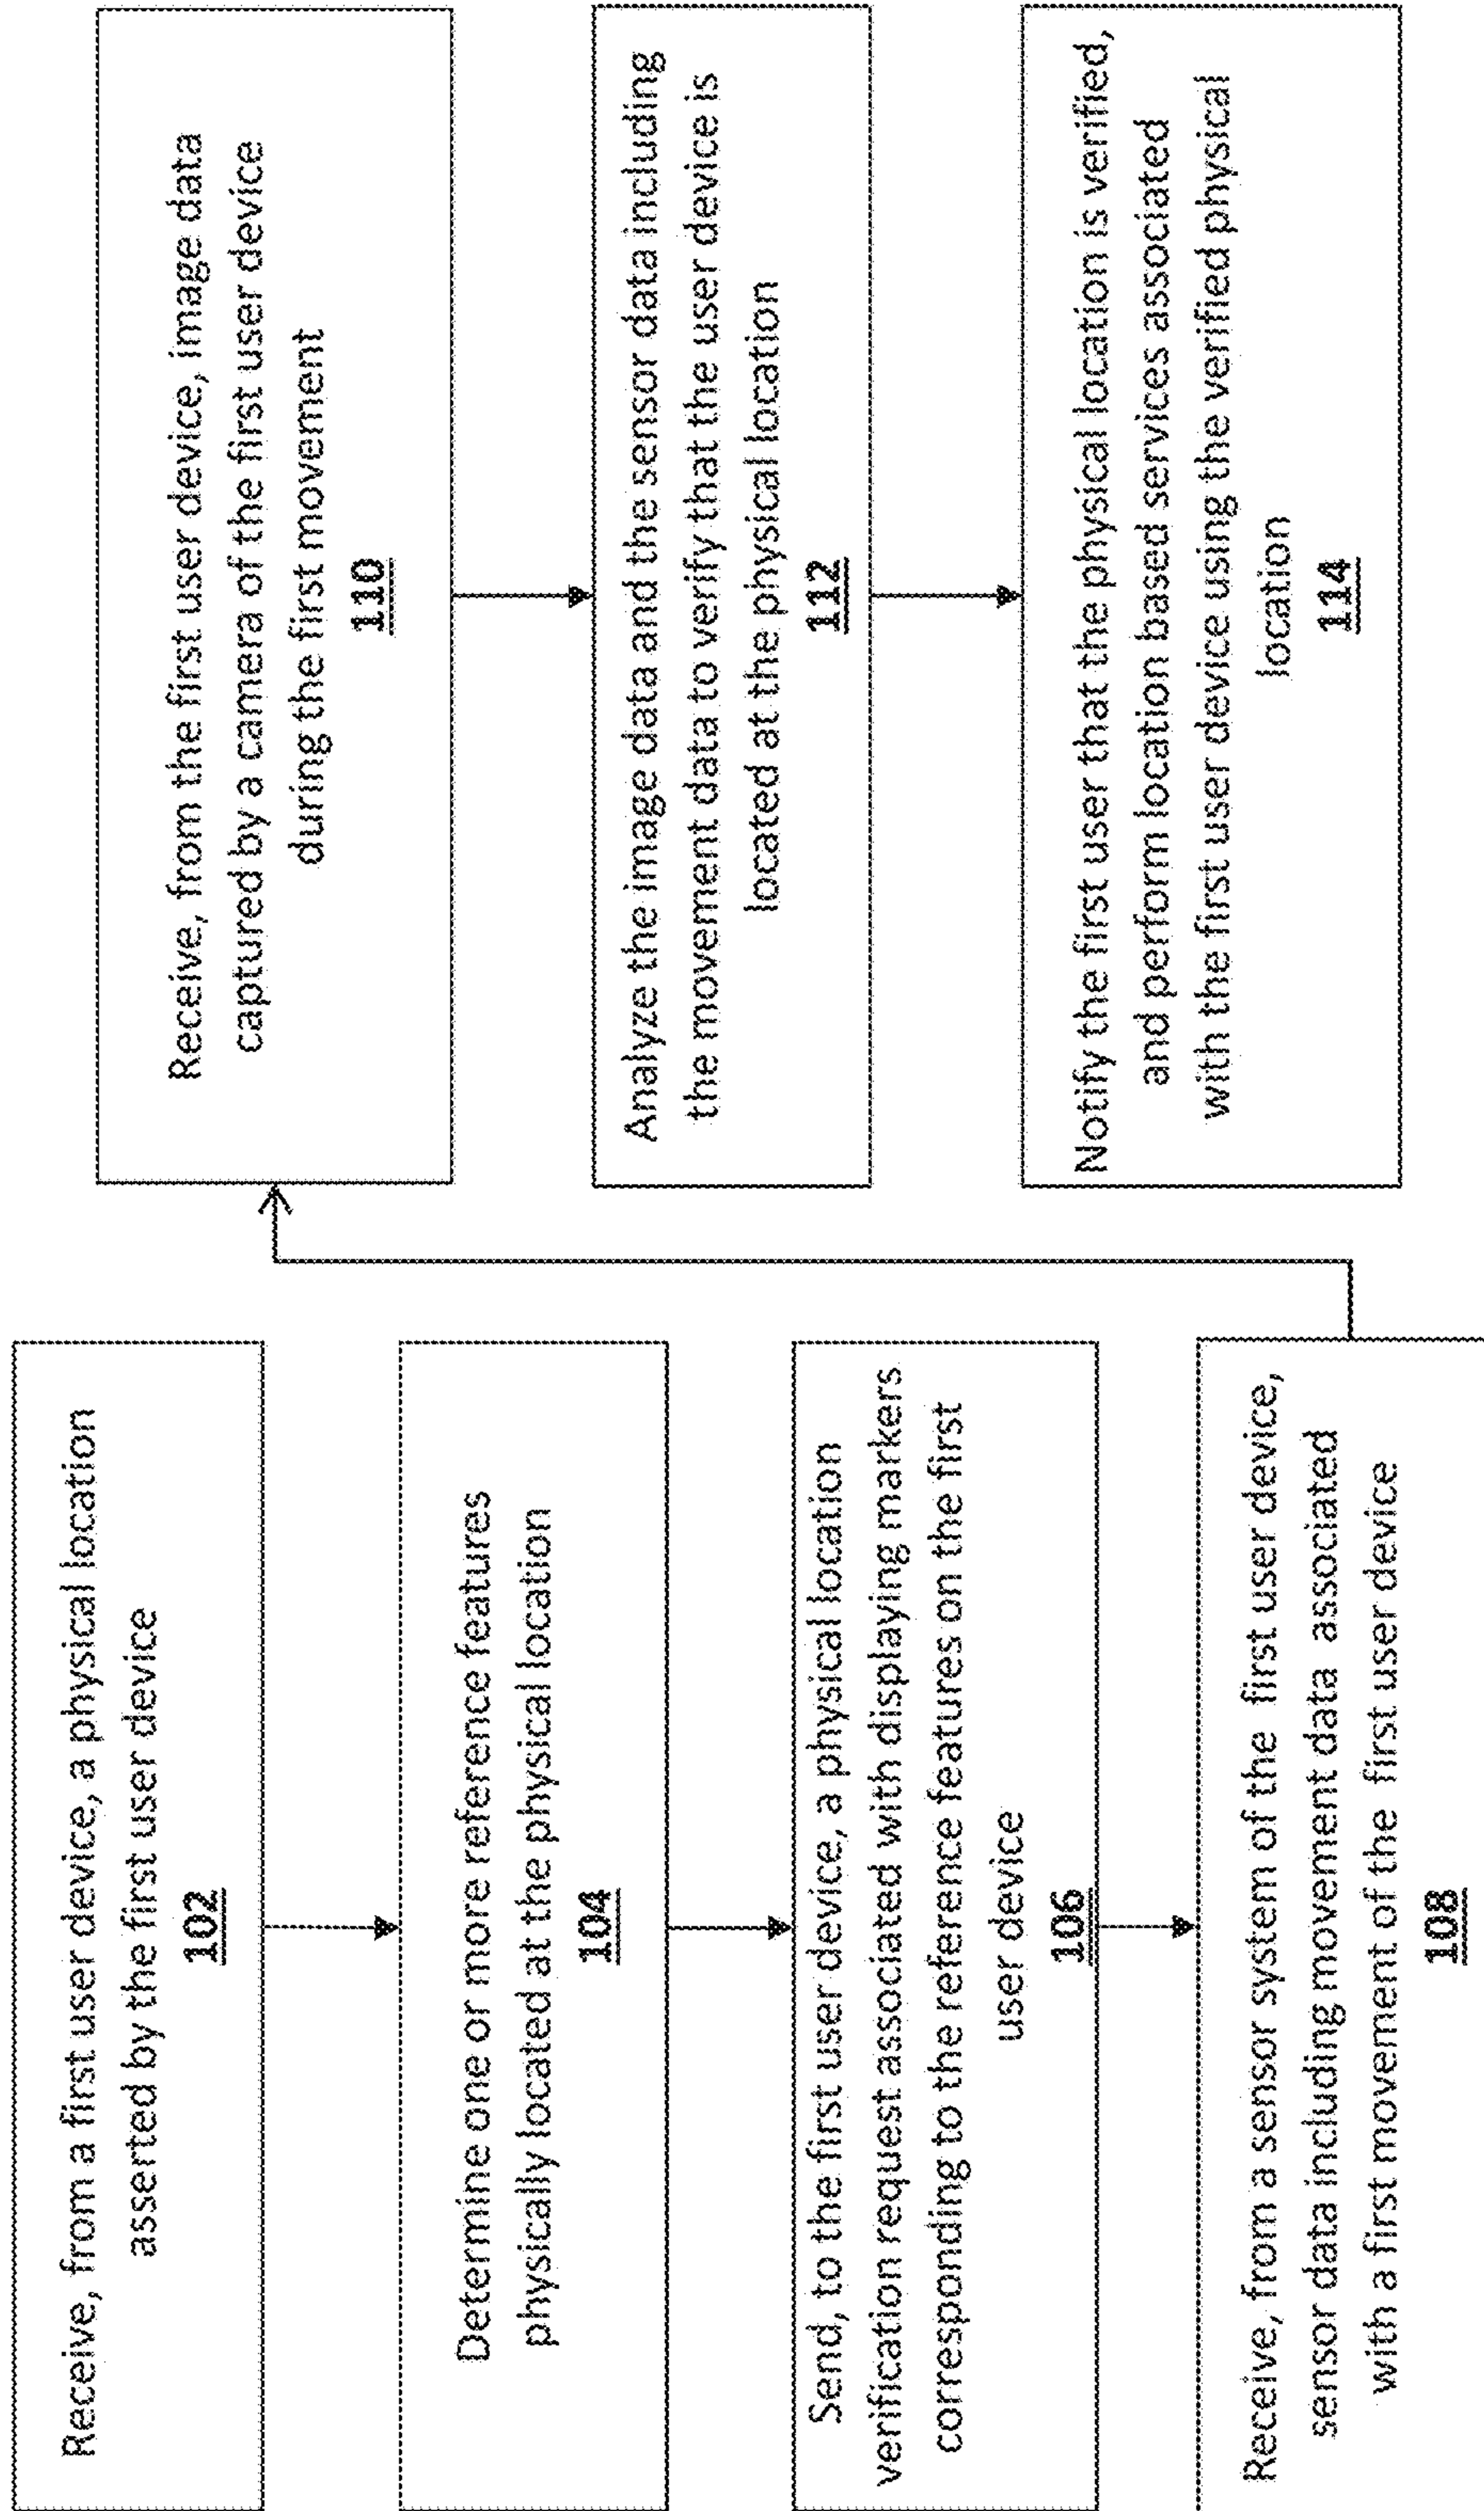 Receive, from a first user device, a physical location
asserted by the first user device
102
Determine one or more reference features
physically located at the physical location
104
Send, to the first user device, a physical location
verification request associated with displaying markers
corresponding to the reference features on the first
user device
106
Receive, from a sensor system of the first user device,
sensor data including movement data associated
with a first movement of the first user device
108
Receive, from the first user device, image data
captured by a camera of the first user device
during the first movement
110
Analyze the image data and the sensor data including
the movement data to verify that the user device is
located at the physical location
112
Notify the first user that the physical location is verified,
and perform location based services associated
with the first user device using the verified physical
location
114